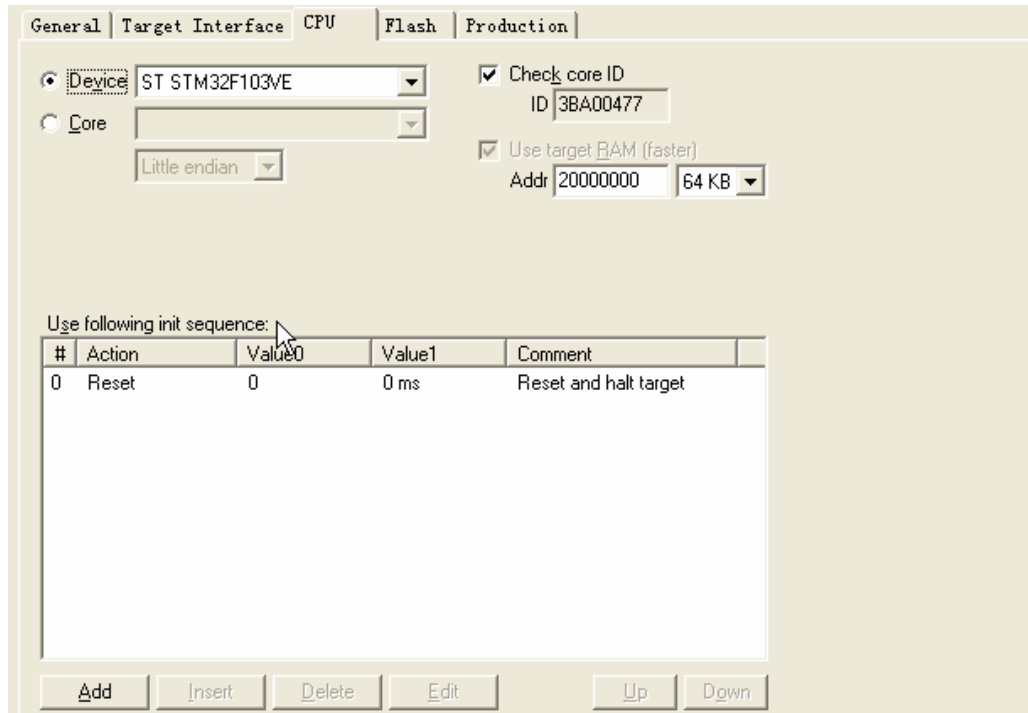 General Target Interface CPU Flash Production
Device ST STM32F103VE
Check core ID
ID 3BA00477
Core
Use target RAM (faster)
Little endian
Addr 20000000 64 KB
Use following init sequence:
# Action Value0 Value1 Comment
0 Reset 0 0 ms Reset and halt target
Add Insert Delete Edit Up Down